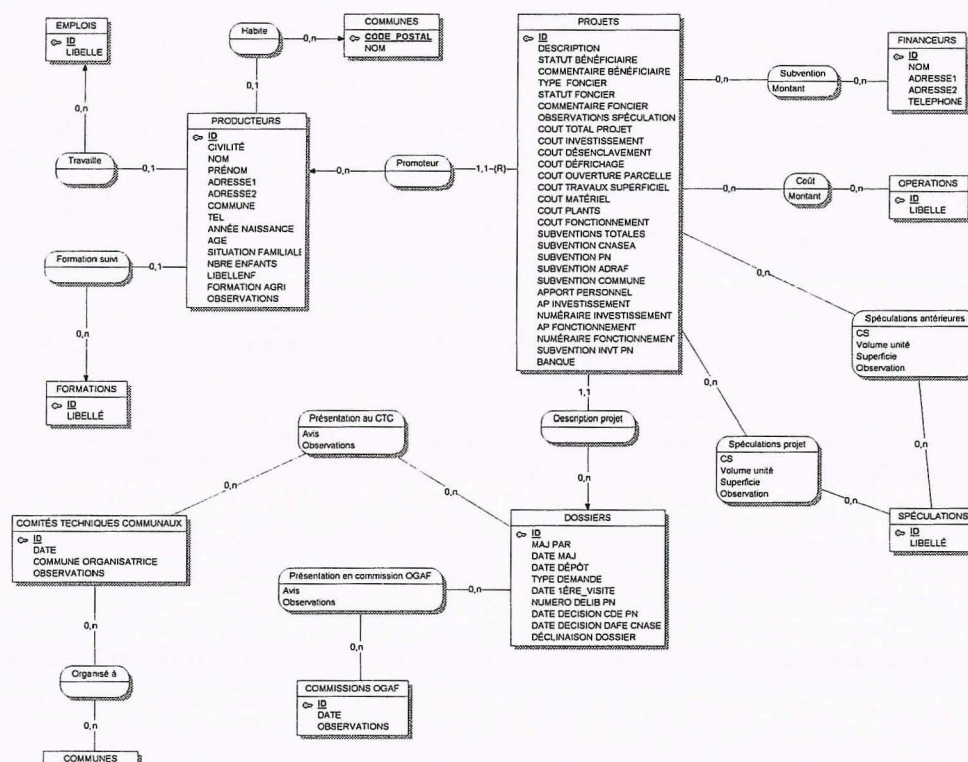 EMPLOIS
ID
LIBELLE
Habite
COMMUNES
CODE_POSTAL
NOM
0,n
0,1
0,n
PRODUCTEURS
ID
CIVILITÉ
NOM
PRÉNOM
ADRESSE1
ADRESSE2
COMMUNE
TEL
ANNÉE NAISSANCE
AGE
SITUATION FAMILIALE
NBRE ENFANTS
LIBELLENF
FORMATION AGRI
OBSERVATIONS
Travaille
0,1
Formation suivi
0,1
0,n
FORMATIONS
ID
LIBELLÉ
0,n
Promoteur
1,1-(R)
PROJETS
ID
DESCRIPTION
STATUT BÉNÉFICIAIRE
COMMENTAIRE BÉNÉFICIAIRE
TYPE FONCIER
STATUT FONCIER
COMMENTAIRE FONCIER
OBSERVATIONS SPÉCULATION
COUT TOTAL PROJET
COUT INVESTISSEMENT
COUT DÉSENCLAVEMENT
COUT DÉFRICHAGE
COUT OUVERTURE PARCELLE
COUT TRAVAUX SUPERFICIEL
COUT MATÉRIEL
COUT PLANTS
COUT FONCTIONNEMENT
SUBVENTIONS TOTALES
SUBVENTION CNASEA
SUBVENTION PN
SUBVENTION ADRAF
SUBVENTION COMMUNE
APPORT PERSONNEL
AP INVESTISSEMENT
NUMÉRAIRE INVESTISSEMENT
AP FONCTIONNEMENT
NUMÉRAIRE FONCTIONNEMENT
SUBVENTION INVT PN
BANQUE
0,n
Subvention
Montant
0,n
FINANCEURS
ID
NOM
ADRESSE1
ADRESSE2
TELEPHONE
0,n
Coût
Montant
0,n
OPERATIONS
ID
LIBELLE
0,n
Spéculations antérieures
CS
Volume unité
Superficie
Observation
0,n
0,n
Spéculations projet
CS
Volume unité
Superficie
Observation
0,n
SPÉCULATIONS
ID
LIBELLÉ
1,1
Description projet
0,n
Présentation au CTC
Avis
Observations
0,n
0,n
COMITÉS TECHNIQUES COMMUNAUX
ID
DATE
COMMUNE ORGANISATRICE
OBSERVATIONS
DOSSIERS
ID
MAJ PAR
DATE MAJ
DATE DÉPÔT
TYPE DEMANDE
DATE 1ÈRE_VISITE
NUMERO DELIB PN
DATE DECISION CDE PN
DATE DECISION DAFE CNASE
DÉCLINAISON DOSSIER
Présentation en commission OGAF
Avis
Observations
0,n
0,n
COMMISSIONS OGAF
ID
DATE
OBSERVATIONS
0,n
Organisé à
0,n
COMMUNES